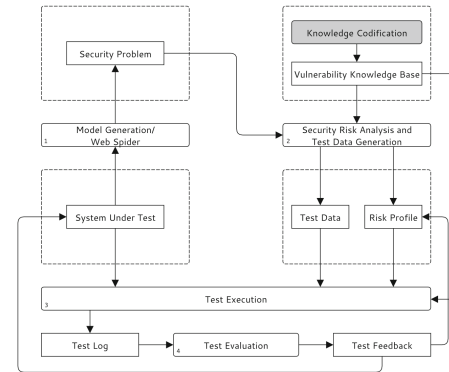 Knowledge Codification
Security Problem
Vulnerability Knowledge Base
1
Model Generation/
Web Spider
2
Security Risk Analysis and
Test Data Generation
System Under Test
Test Data
Risk Profile
3
Test Execution
Test Log
4
Test Evaluation
Test Feedback